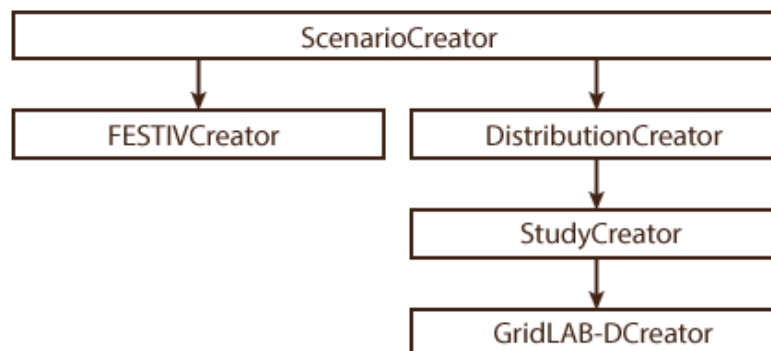 ScenarioCreator
FESTIVCreator
DistributionCreator
StudyCreator
GridLAB-DCreator